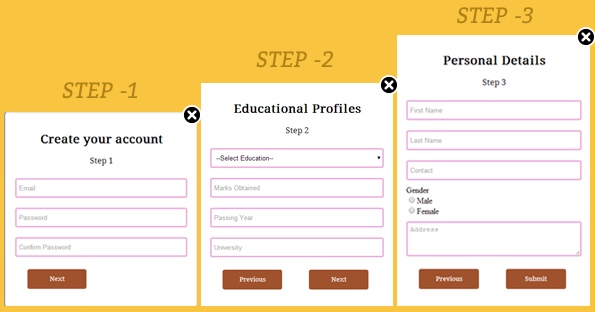 STEP -1
Create your account
Step 1
Email
Password
Confirm Password
Next
STEP -2
Educational Profiles
Step 2
--Select Education--
Marks Obtained
Passing Year
University
Previous
Next
STEP -3
Personal Details
Step 3
First Name
Last Name
Contact
Gender
Male
Female
Address
Previous
Submit